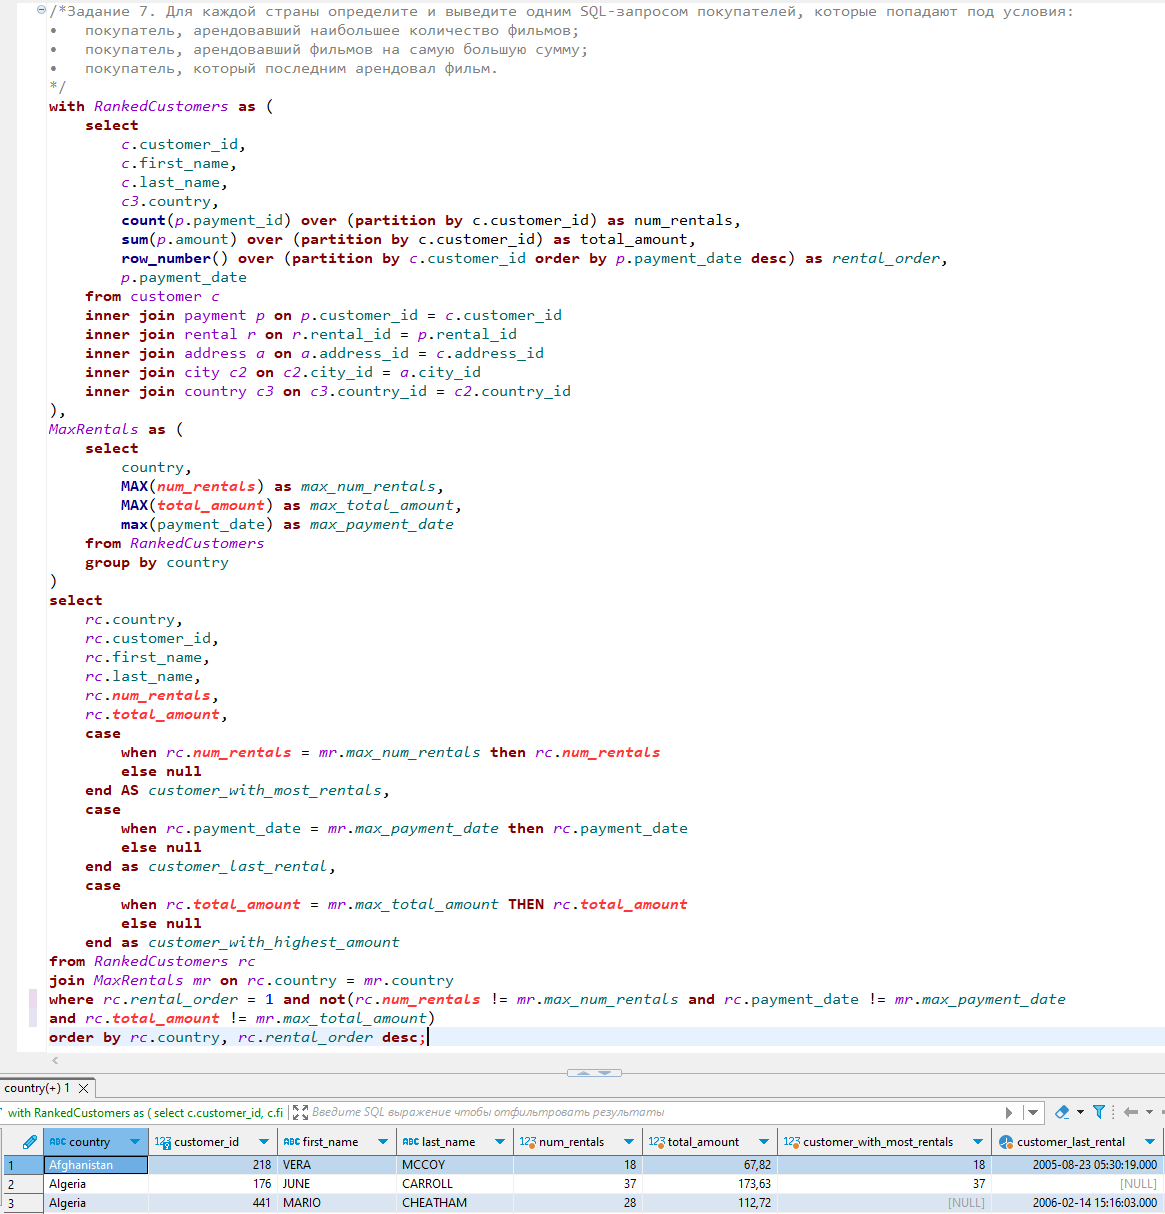 /*Задание 7. Для каждой страны определите и выведите одним SQL-запросом покупателей, которые попадают под условия:
• покупатель, арендовавший наибольшее количество фильмов;
• покупатель, арендовавший фильмов на самую большую сумму;
• покупатель, который последним арендовал фильм.
*/
with RankedCustomers as (
select
c.customer_id,
c.first_name,
c.last_name,
c3.country,
count(p.payment_id) over (partition by c.customer_id) as num_rentals,
sum(p.amount) over (partition by c.customer_id) as total_amount,
row_number() over (partition by c.customer_id order by p.payment_date desc) as rental_order,
p.payment_date
from customer c
inner join payment p on p.customer_id = c.customer_id
inner join rental r on r.rental_id = p.rental_id
inner join address a on a.address_id = c.address_id
inner join city c2 on c2.city_id = a.city_id
inner join country c3 on c3.country_id = c2.country_id
),
MaxRentals as (
select
country,
MAX(num_rentals) as max_num_rentals,
MAX(total_amount) as max_total_amount,
max(payment_date) as max_payment_date
from RankedCustomers
group by country
)
select
rc.country,
rc.customer_id,
rc.first_name,
rc.last_name,
rc.num_rentals,
rc.total_amount,
case
when rc.num_rentals = mr.max_num_rentals then rc.num_rentals
else null
end AS customer_with_most_rentals,
case
when rc.payment_date = mr.max_payment_date then rc.payment_date
else null
end as customer_last_rental,
case
when rc.total_amount = mr.max_total_amount THEN rc.total_amount
else null
end as customer_with_highest_amount
from RankedCustomers rc
join MaxRentals mr on rc.country = mr.country
where rc.rental_order = 1 and not(rc.num_rentals != mr.max_num_rentals and rc.payment_date != mr.max_payment_date
and rc.total_amount != mr.max_total_amount)
order by rc.country, rc.rental_order desc;
country(+) 1
with RankedCustomers as ( select c.customer_id, c.fi Введите SQL выражение чтобы отфильтровать результаты
ABC country 123 customer_id ABC first_name ABC last_name 123 num_rentals 123 total_amount 123 customer_with_most_rentals customer_last_rental
1 Afghanistan 218 VERA MCCOY 18 67,82 18 2005-08-23 05:30:19.000
2 Algeria 176 JUNE CARROLL 37 173,63 37 [NULL]
3 Algeria 441 MARIO CHEATHAM 28 112,72 [NULL] 2006-02-14 15:16:03.000